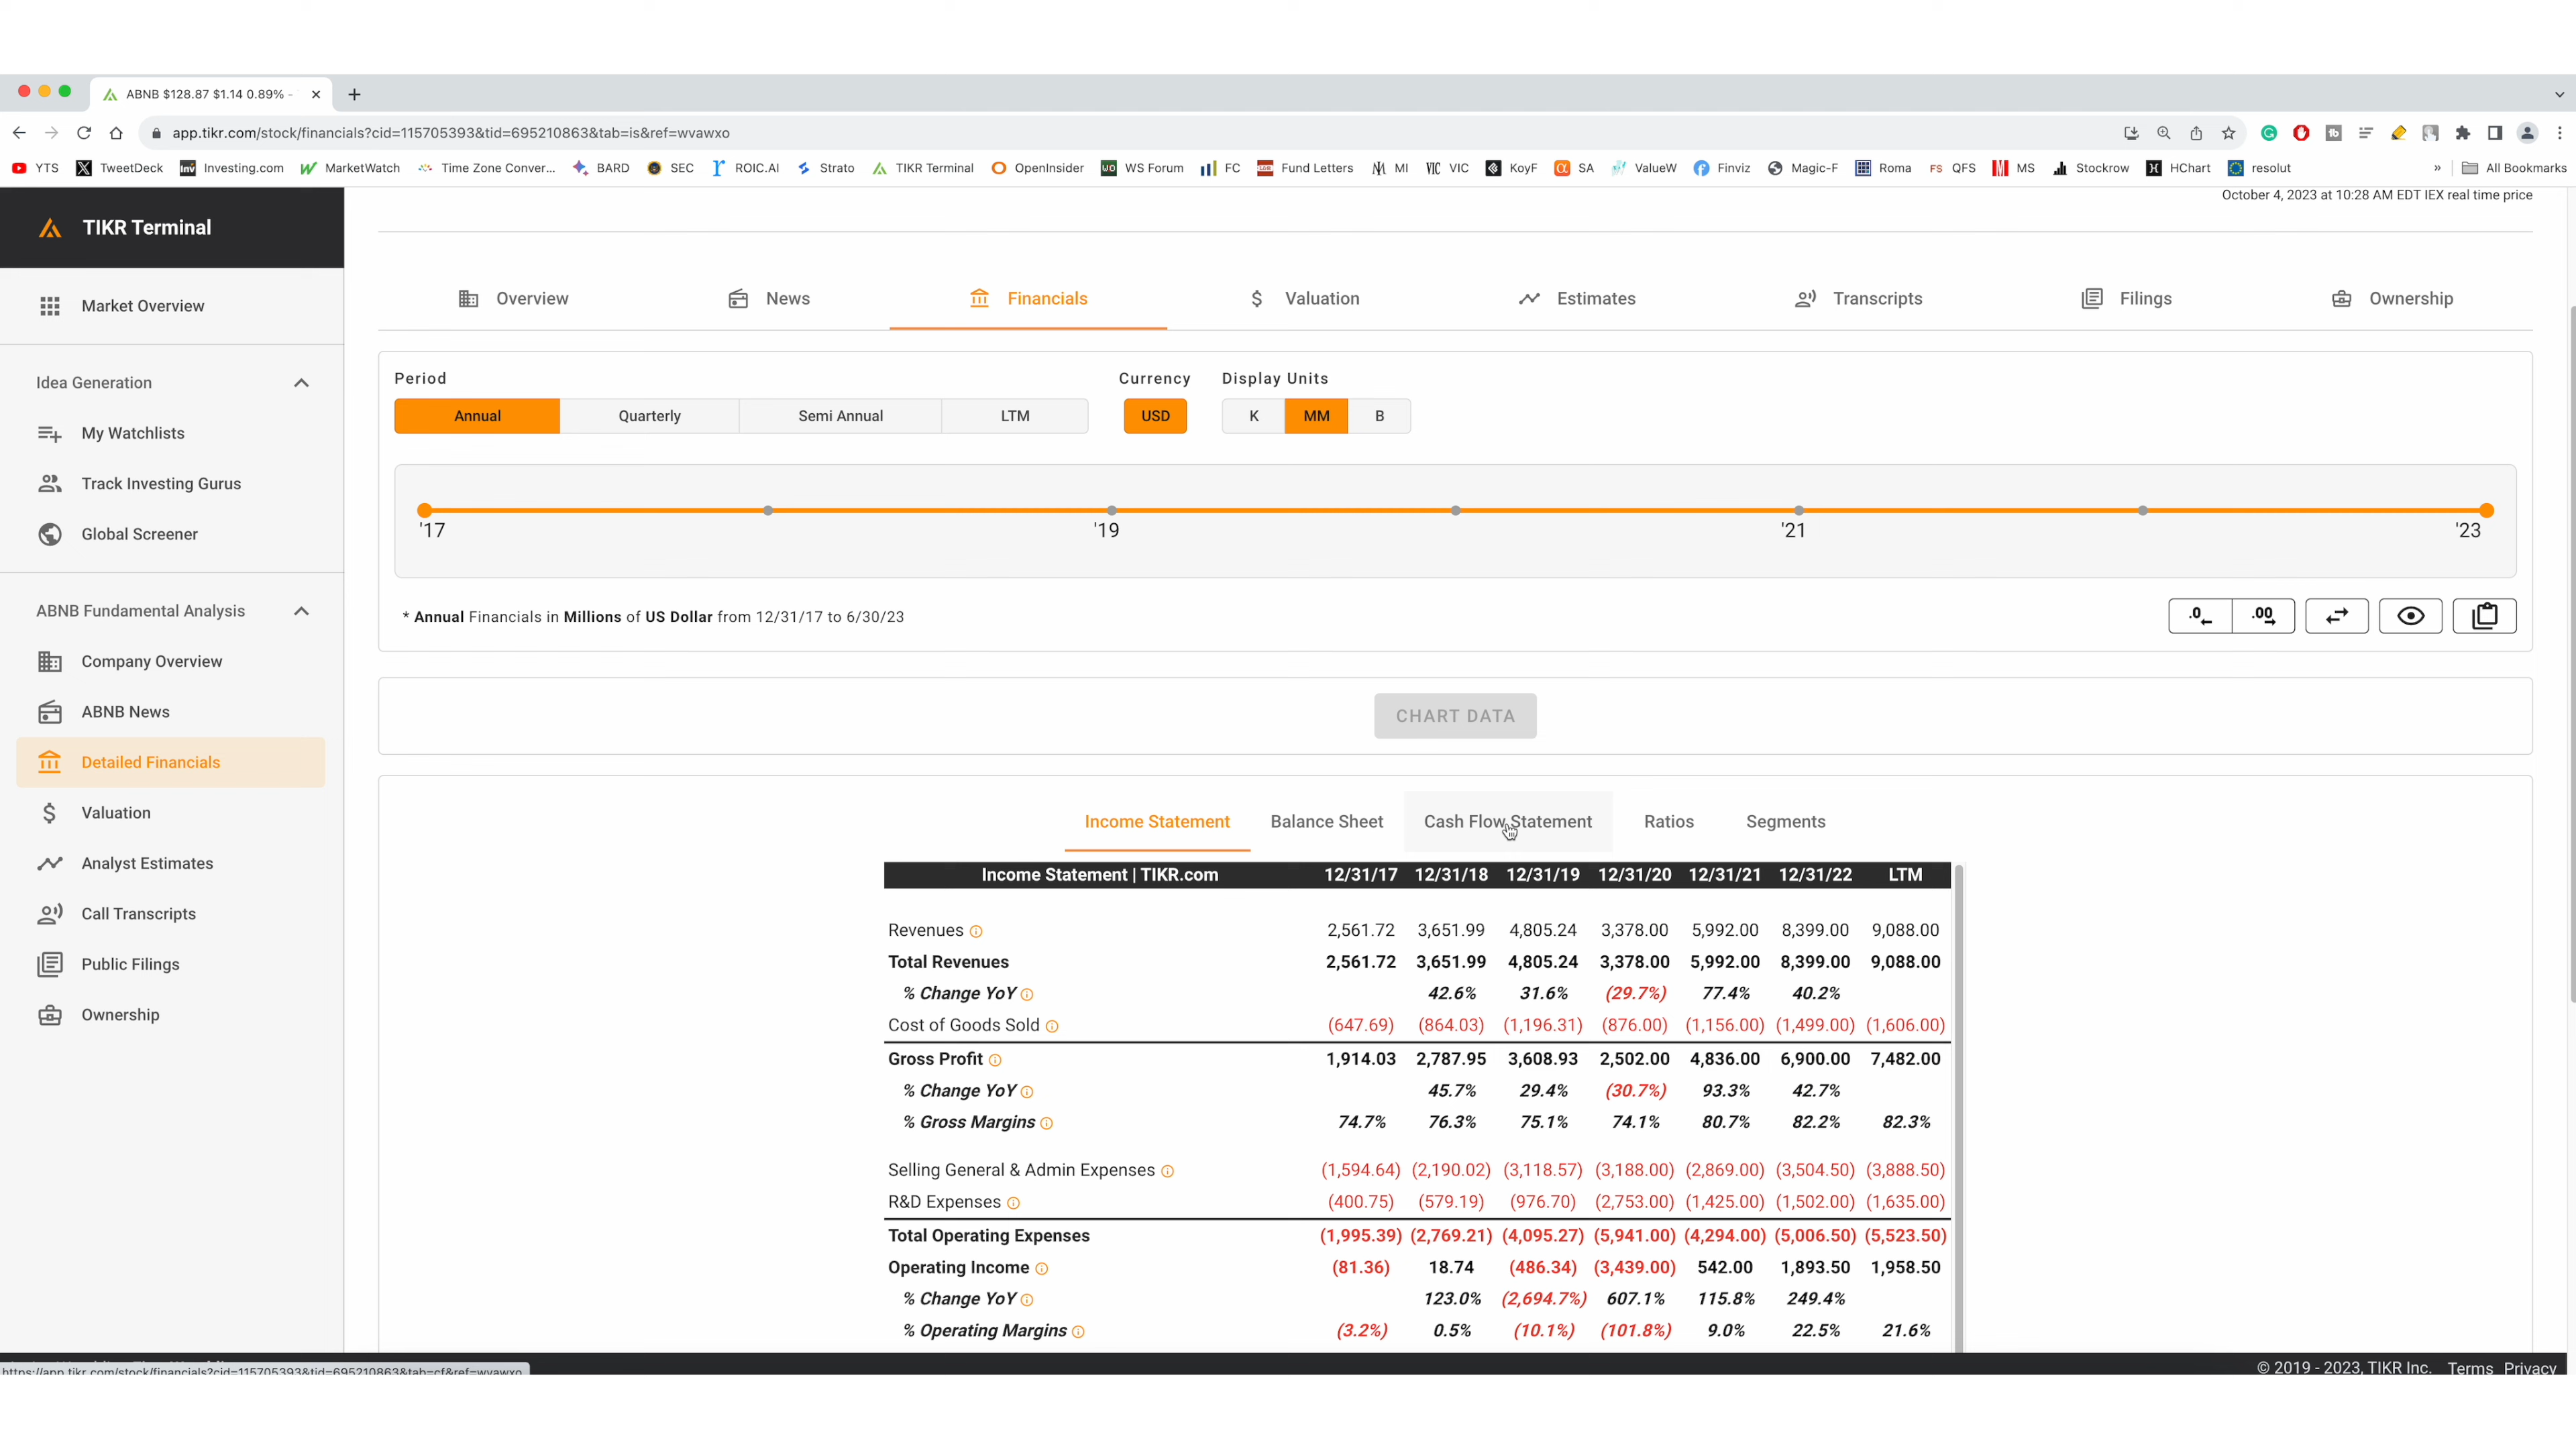 ABNB $128.87 $1.14 0.89% -
app.tikr.com/stock/financials?cid=115705393&tid=695210863&tab=is&ref=wvawxo
YTS TweetDeck Investing.com MarketWatch Time Zone Conver... BARD SEC ROIC.AI Strato TIKR Terminal OpenInsider WS Forum FC Fund Letters MI VIC KoyF SA ValueW Finviz Magic-F Roma QFS MS Stockrow HChart resolut » All Bookmarks
October 4, 2023 at 10:28 AM EDT IEX real time price
TIKR Terminal
Market Overview
Idea Generation
My Watchlists
Track Investing Gurus
Global Screener
ABNB Fundamental Analysis
Company Overview
ABNB News
Detailed Financials
Valuation
Analyst Estimates
Call Transcripts
Public Filings
Ownership
Overview News Financials Valuation Estimates Transcripts Filings Ownership
Period Currency Display Units
Annual Quarterly Semi Annual LTM USD K MM B
'17 '19 '21 '23
* Annual Financials in Millions of US Dollar from 12/31/17 to 6/30/23
.0 .00
CHART DATA
Income Statement Balance Sheet Cash Flow Statement Ratios Segments
Income Statement | TIKR.com 12/31/17 12/31/18 12/31/19 12/31/20 12/31/21 12/31/22 LTM
Revenues 2,561.72 3,651.99 4,805.24 3,378.00 5,992.00 8,399.00 9,088.00
Total Revenues 2,561.72 3,651.99 4,805.24 3,378.00 5,992.00 8,399.00 9,088.00
% Change YoY 42.6% 31.6% (29.7%) 77.4% 40.2%
Cost of Goods Sold (647.69) (864.03) (1,196.31) (876.00) (1,156.00) (1,499.00) (1,606.00)
Gross Profit 1,914.03 2,787.95 3,608.93 2,502.00 4,836.00 6,900.00 7,482.00
% Change YoY 45.7% 29.4% (30.7%) 93.3% 42.7%
% Gross Margins 74.7% 76.3% 75.1% 74.1% 80.7% 82.2% 82.3%
Selling General & Admin Expenses (1,594.64) (2,190.02) (3,118.57) (3,188.00) (2,869.00) (3,504.50) (3,888.50)
R&D Expenses (400.75) (579.19) (976.70) (2,753.00) (1,425.00) (1,502.00) (1,635.00)
Total Operating Expenses (1,995.39) (2,769.21) (4,095.27) (5,941.00) (4,294.00) (5,006.50) (5,523.50)
Operating Income (81.36) 18.74 (486.34) (3,439.00) 542.00 1,893.50 1,958.50
% Change YoY 123.0% (2,694.7%) 607.1% 115.8% 249.4%
% Operating Margins (3.2%) 0.5% (10.1%) (101.8%) 9.0% 22.5% 21.6%
https://app.tikr.com/stock/financials?cid=115705393&tid=695210863&tab=cf&ref=wvawxo
© 2019 - 2023, TIKR Inc. Terms Privacy